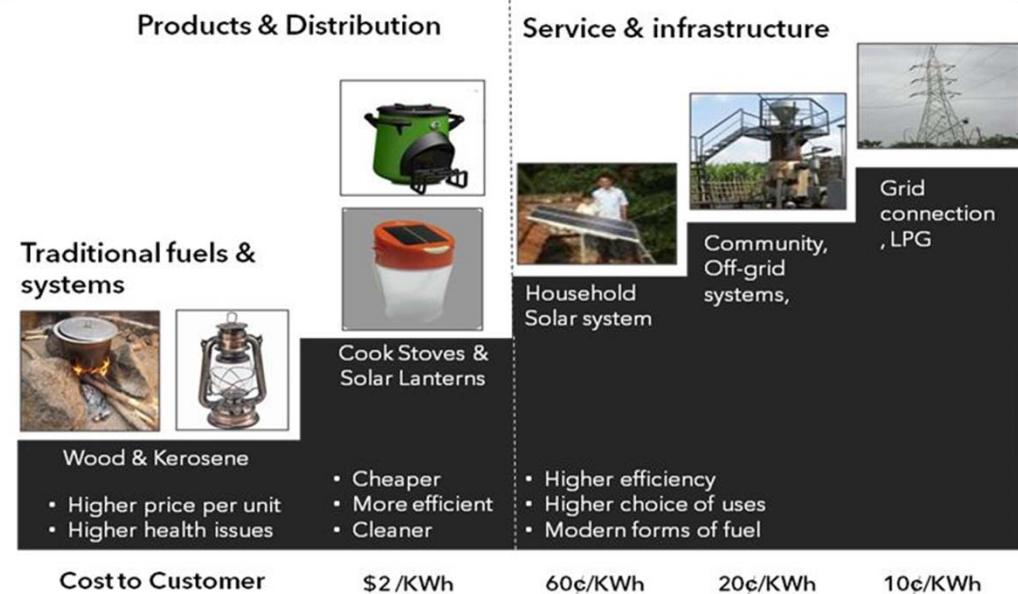 Products & Distribution
Service & infrastructure
Traditional fuels &
systems
Wood & Kerosene
▪ Higher price per unit
▪ Higher health issues
Cook Stoves &
Solar Lanterns
▪ Cheaper
▪ More efficient
▪ Cleaner
Household
Solar system
Community,
Off-grid
systems,
Grid
connection
, LPG
▪ Higher efficiency
▪ Higher choice of uses
▪ Modern forms of fuel
Cost to Customer
$2 /KWh
60¢/KWh
20¢/KWh
10¢/KWh